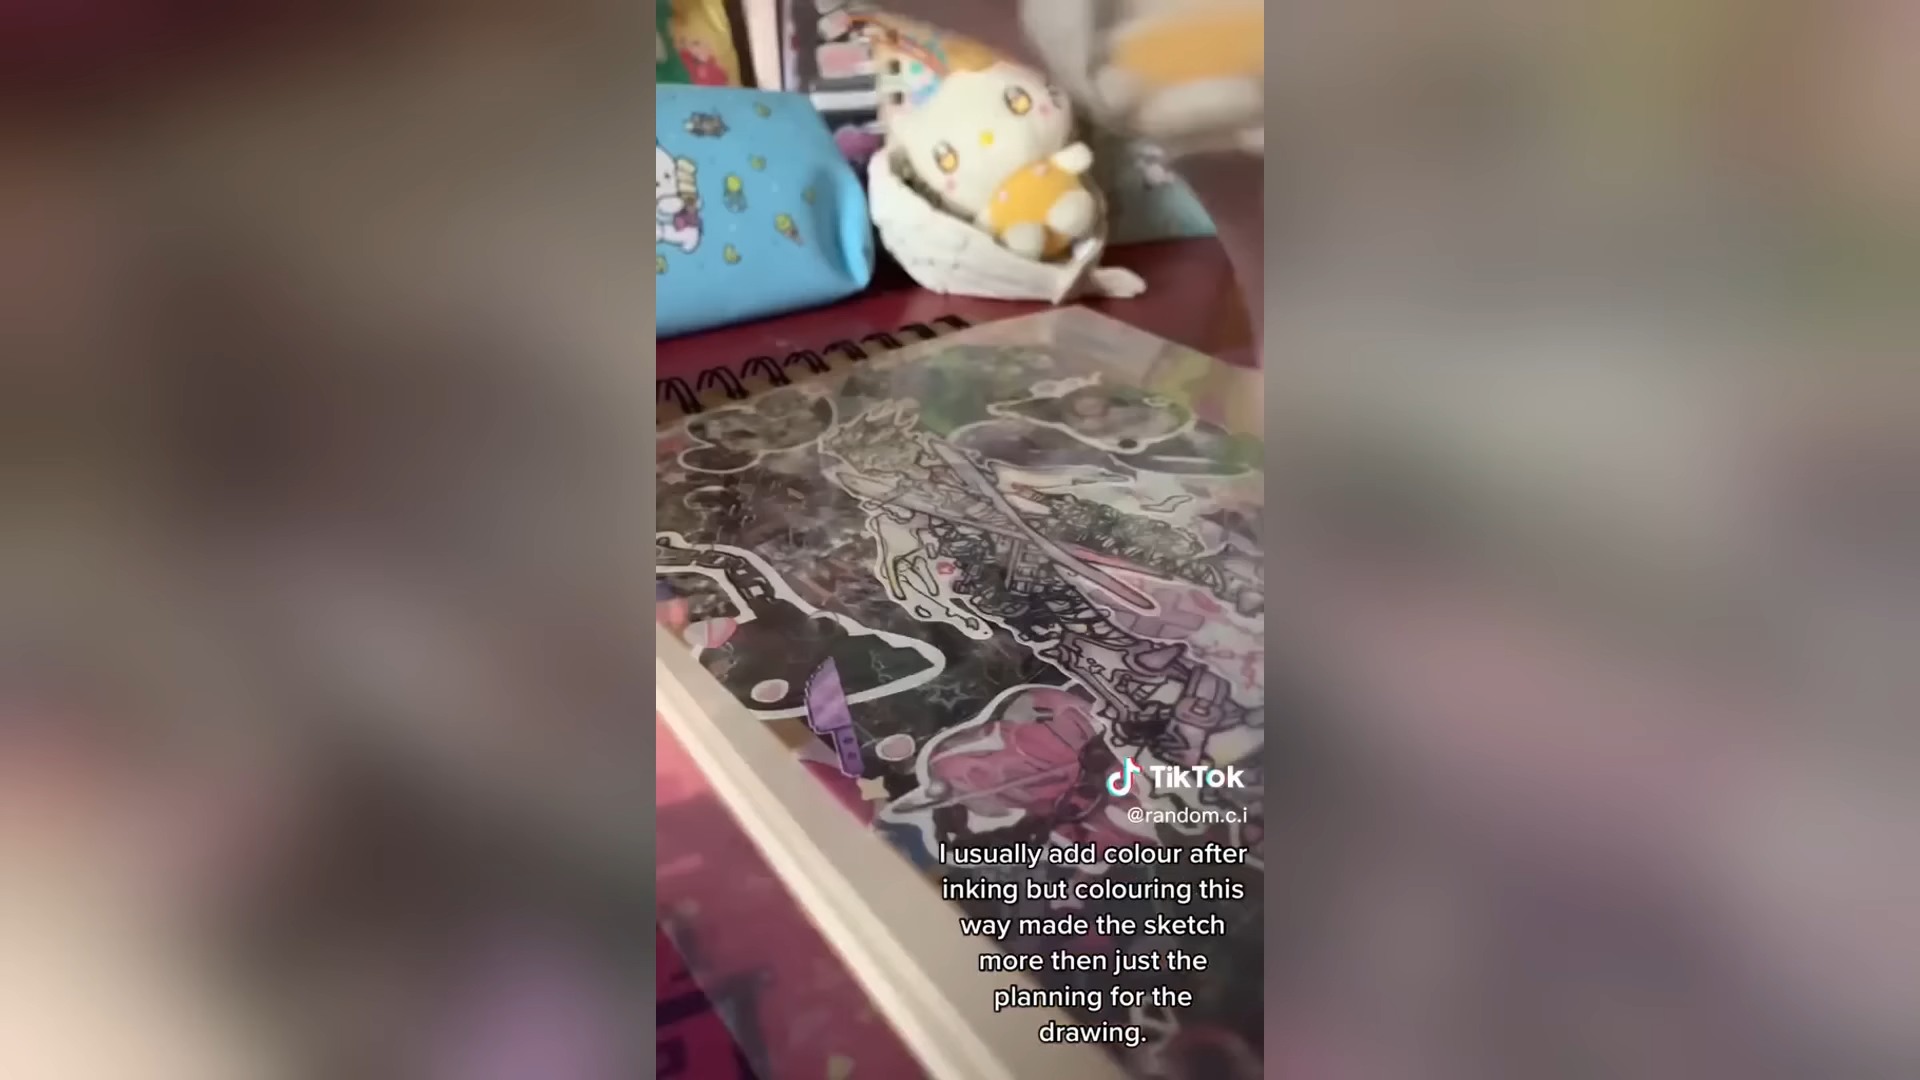 TikTok
@random.c.i
I usually add colour after
inking but colouring this
way made the sketch
more then just the
planning for the
drawing.